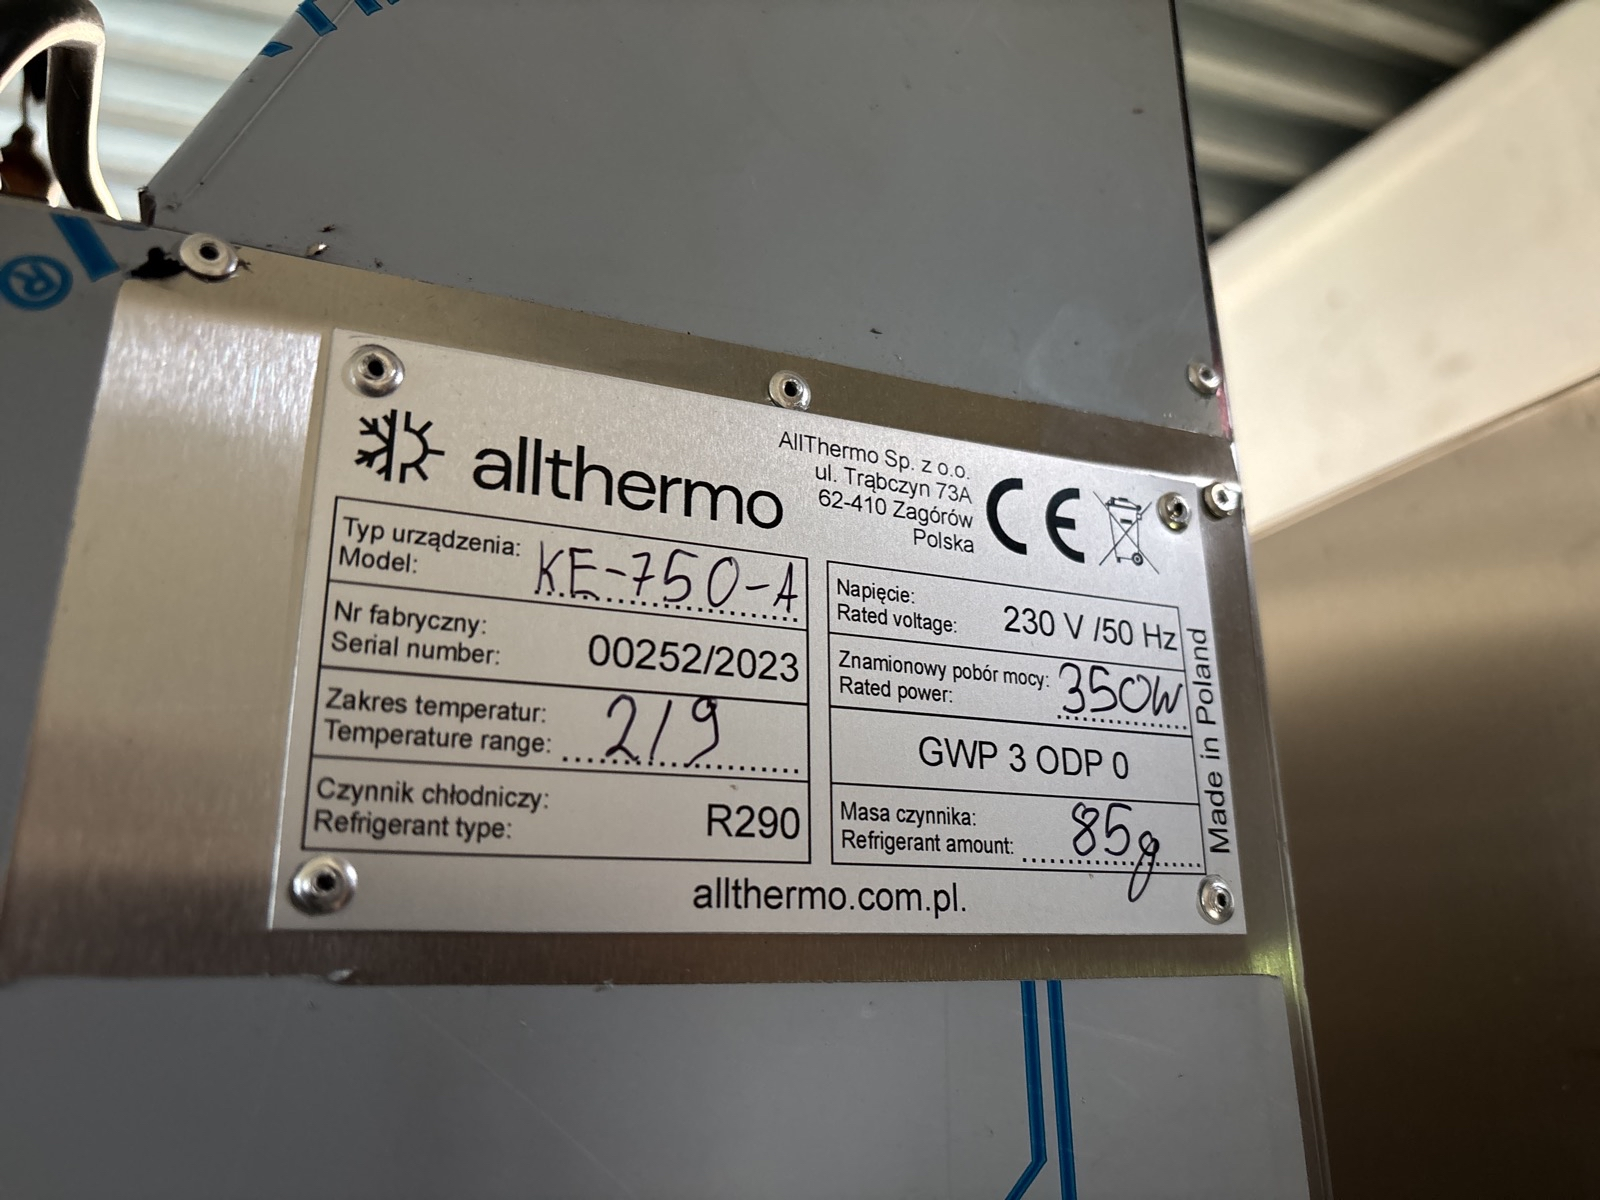 ®
allthermo
AllThermo Sp. z o.o.
ul. Trąbczyn 73A
62-410 Zagórów
Polska
CE
Typ urządzenia:
Model: KE-750-A
Nr fabryczny:
Serial number: 00252/2023
Zakres temperatur:
Temperature range: 2/9
Czynnik chłodniczy:
Refrigerant type: R290
Napięcie:
Rated voltage: 230 V /50 Hz
Znamionowy pobór mocy:
Rated power: 350W
GWP 3 ODP 0
Masa czynnika:
Refrigerant amount: 85g
Made in Poland
allthermo.com.pl.